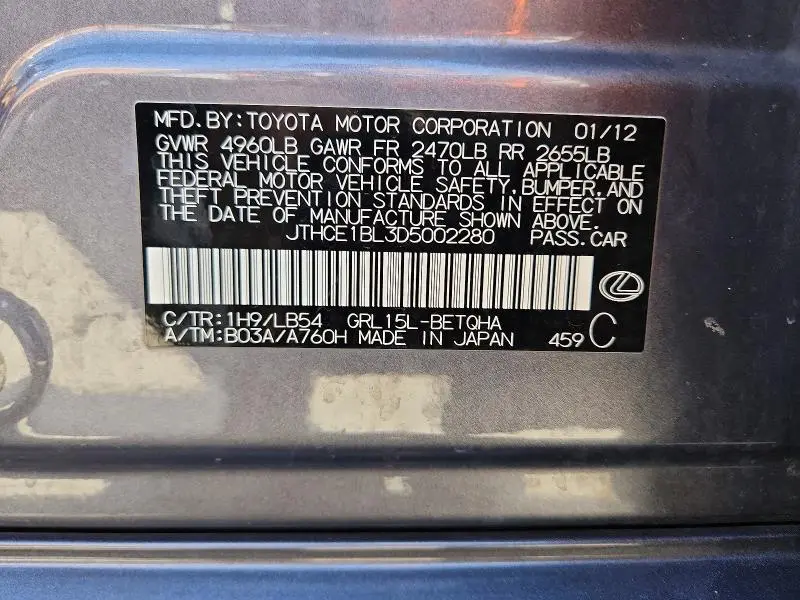 MFD.BY:TOYOTA MOTOR CORPORATION 01/12
GVWR 4960LB GAWR FR 2470LB RR 2655LB
THIS VEHICLE CONFORMS TO ALL APPLICABLE
FEDERAL MOTOR VEHICLE SAFETY,BUMPER,AND
THEFT PREVENTION STANDARDS IN EFFECT ON
THE DATE OF MANUFACTURE SHOWN ABOVE.
JTHCE1BL3D5002280 PASS.CAR
C/TR:1H9/LB54 GRL15L-BETQHA
A/TM:B03A/A760H MADE IN JAPAN 459 C